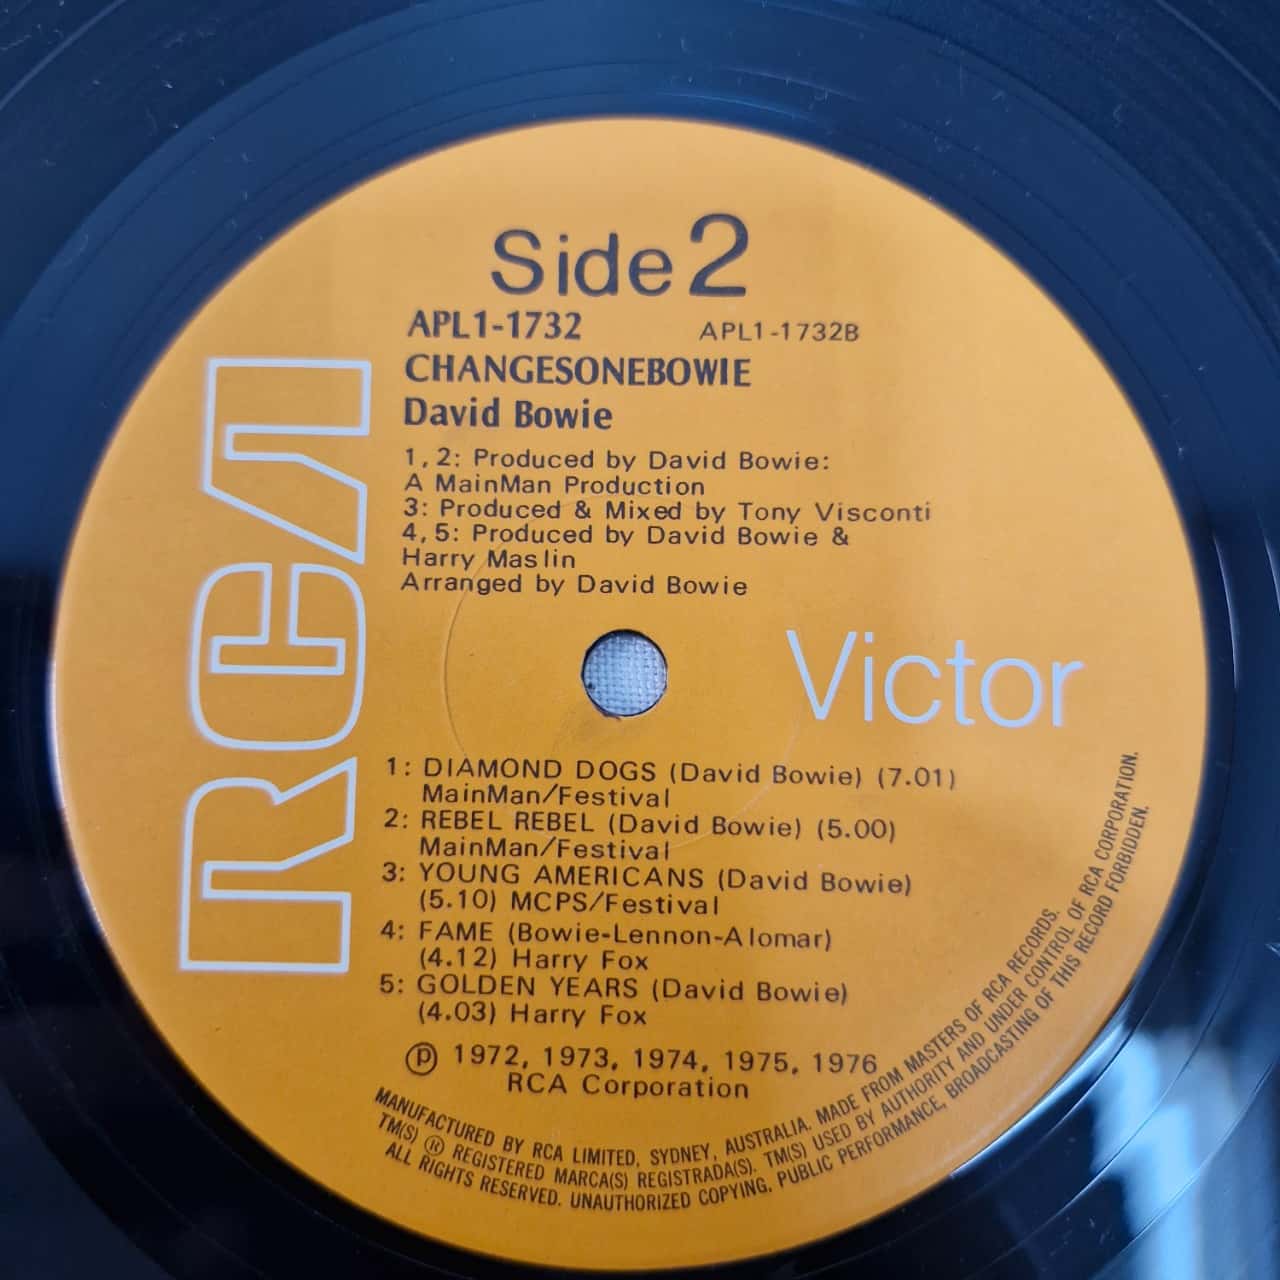 Side 2
APL1-1732 APL1-1732B
CHANGESONEBOWIE
David Bowie
1, 2: Produced by David Bowie:
A MainMan Production
3: Produced & Mixed by Tony Visconti
4, 5: Produced by David Bowie &
Harry Maslin
Arranged by David Bowie
RCA
Victor
1: DIAMOND DOGS (David Bowie) (7.01)
MainMan/Festival
2: REBEL REBEL (David Bowie) (5.00)
MainMan/Festival
3: YOUNG AMERICANS (David Bowie)
(5.10) MCPS/Festival
4: FAME (Bowie-Lennon-Alomar)
(4.12) Harry Fox
5: GOLDEN YEARS (David Bowie)
(4.03) Harry Fox
Ⓟ 1972, 1973, 1974, 1975, 1976
RCA Corporation
MANUFACTURED BY RCA LIMITED, SYDNEY, AUSTRALIA. MADE FROM MASTERS OF RCA RECORDS.
TM(S) ® REGISTERED MARCA(S) REGISTRADA(S). TM(S) USED BY AUTHORITY AND UNDER CONTROL OF RCA CORPORATION.
ALL RIGHTS RESERVED. UNAUTHORIZED COPYING, PUBLIC PERFORMANCE, BROADCASTING OF THIS RECORD FORBIDDEN.